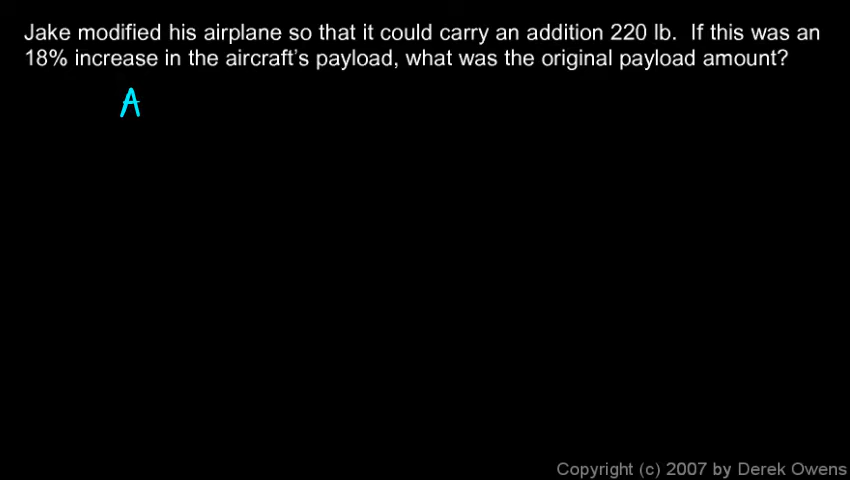 Jake modified his airplane so that it could carry an addition 220 lb.  If this was an
18% increase in the aircraft's payload, what was the original payload amount?
A
Copyright (c) 2007 by Derek Owens